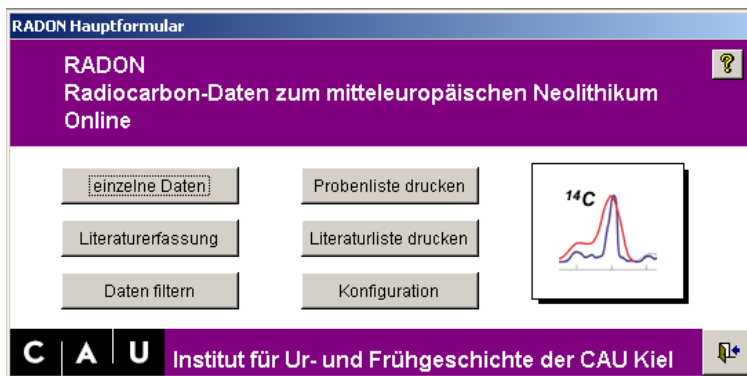 RADON Hauptformular
RADON
Radiocarbon-Daten zum mitteleuropäischen Neolithikum
Online
?
einzelne Daten
Probenliste drucken
Literaturerfassung
Literaturliste drucken
Daten filtern
Konfiguration
¹⁴C
C | A | U
Institut für Ur- und Frühgeschichte der CAU Kiel